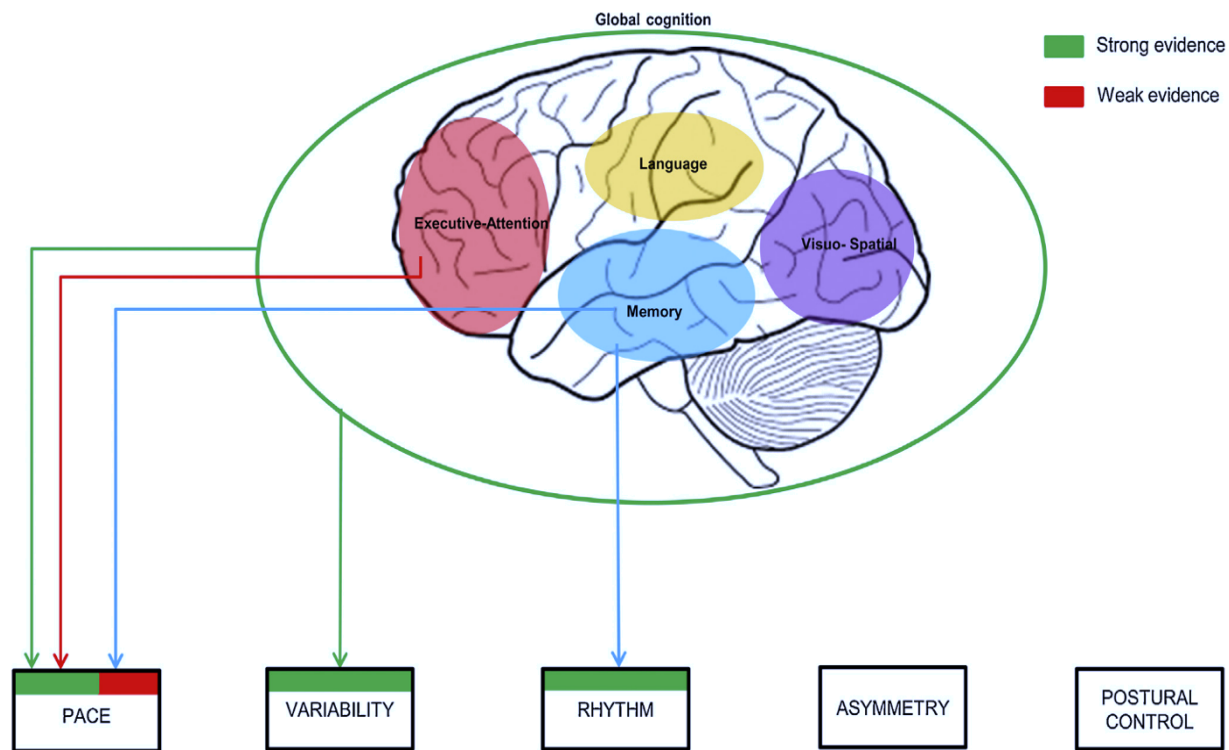 Global cognition
Strong evidence
Weak evidence
Language
Executive-Attention
Visuo- Spatial
Memory
PACE
VARIABILITY
RHYTHM
ASYMMETRY
POSTURAL
CONTROL